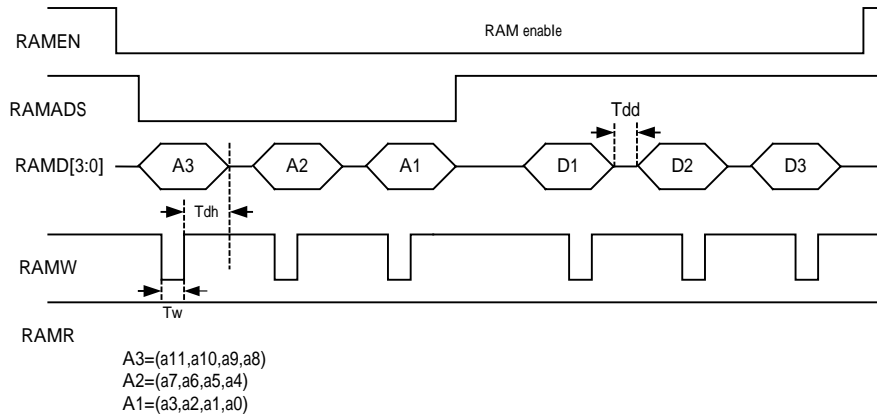 RAMEN
RAM enable
RAMADS
Tdd
RAMD[3:0]
A3 A2 A1 D1 D2 D3
Tdh
RAMW
Tw
RAMR
A3=(a11,a10,a9,a8)
A2=(a7,a6,a5,a4)
A1=(a3,a2,a1,a0)